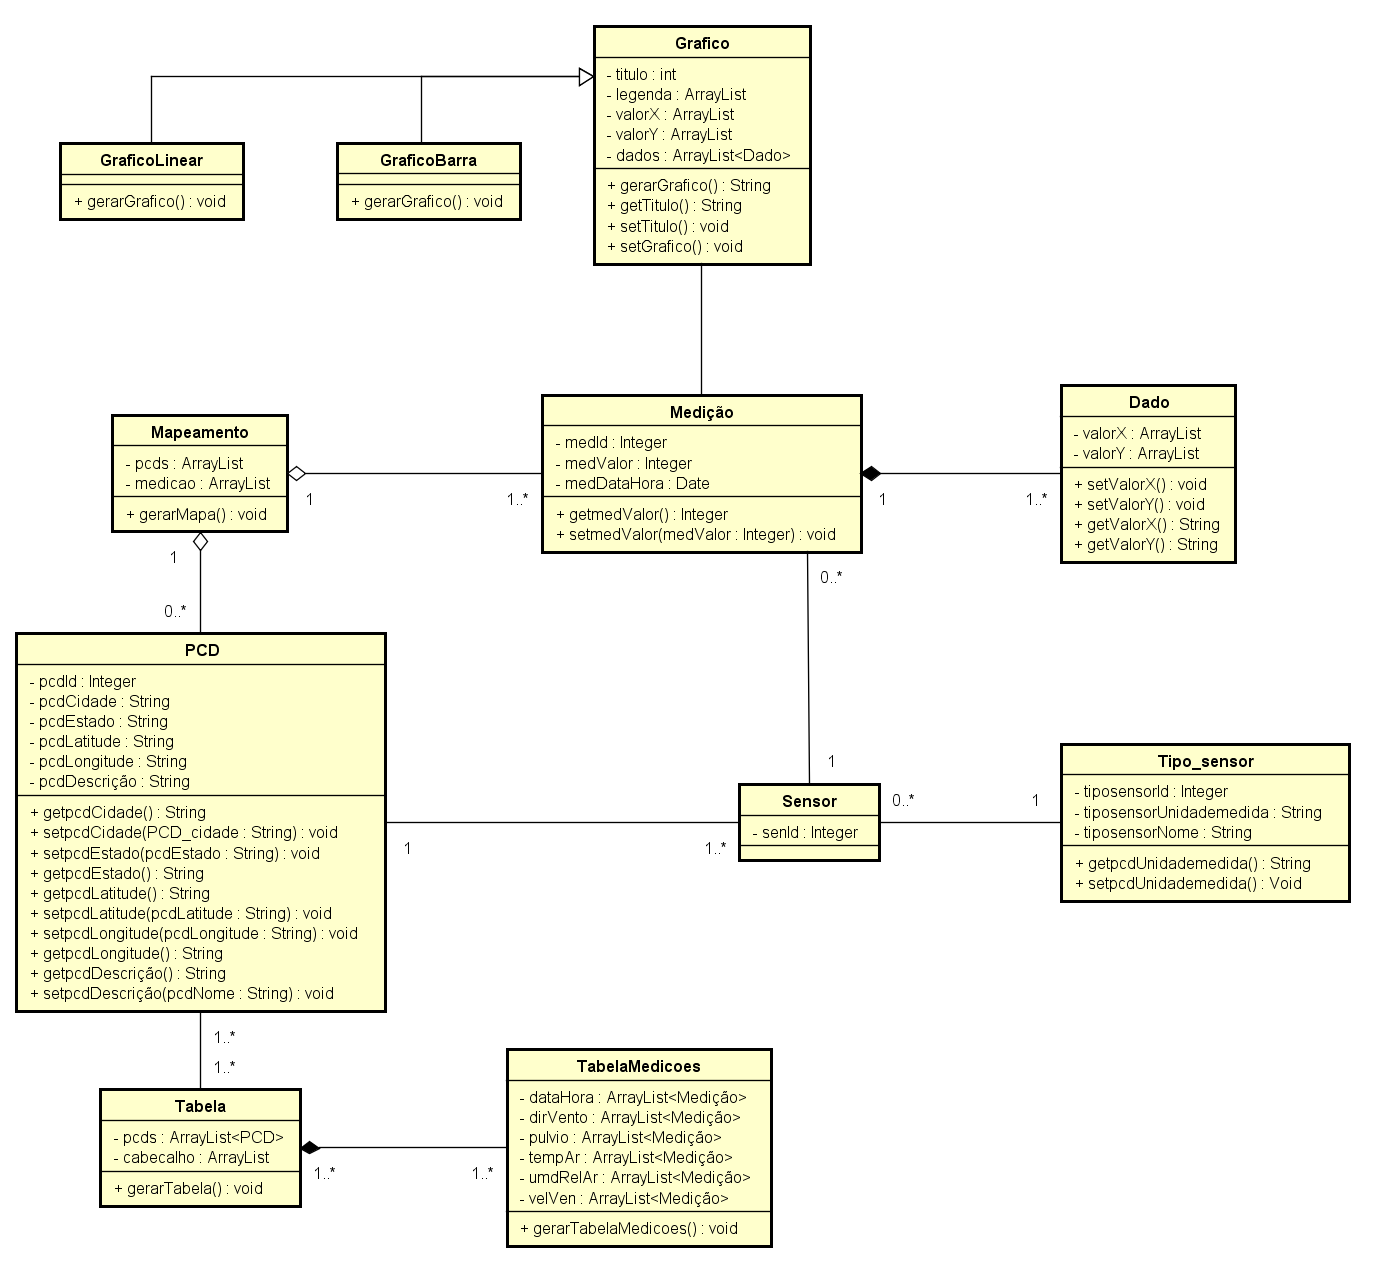 Grafico
- titulo : int
- legenda : ArrayList
- valorX : ArrayList
- valorY : ArrayList
- dados : ArrayList<Dado>
+ gerarGrafico() : String
+ getTitulo() : String
+ setTitulo() : void
+ setGrafico() : void
GraficoLinear
+ gerarGrafico() : void
GraficoBarra
+ gerarGrafico() : void
Mapeamento
- pcds : ArrayList
- medicao : ArrayList
+ gerarMapa() : void
1
1..*
Medição
- medId : Integer
- medValor : Integer
- medDataHora : Date
+ getmedValor() : Integer
+ setmedValor(medValor : Integer) : void
1
1..*
Dado
- valorX : ArrayList
- valorY : ArrayList
+ setValorX() : void
+ setValorY() : void
+ getValorX() : String
+ getValorY() : String
1
0..*
0..*
1
PCD
- pcdId : Integer
- pcdCidade : String
- pcdEstado : String
- pcdLatitude : String
- pcdLongitude : String
- pcdDescrição : String
+ getpcdCidade() : String
+ setpcdCidade(PCD_cidade : String) : void
+ setpcdEstado(pcdEstado : String) : void
+ getpcdEstado() : String
+ getpcdLatitude() : String
+ setpcdLatitude(pcdLatitude : String) : void
+ setpcdLongitude(pcdLongitude : String) : void
+ getpcdLongitude() : String
+ getpcdDescrição() : String
+ setpcdDescrição(pcdNome : String) : void
1
1..*
Sensor
- senId : Integer
0..*
1
Tipo_sensor
- tiposensorId : Integer
- tiposensorUnidademedida : String
- tiposensorNome : String
+ getpcdUnidademedida() : String
+ setpcdUnidademedida() : Void
1..*
1..*
Tabela
- pcds : ArrayList<PCD>
- cabecalho : ArrayList
+ gerarTabela() : void
1..*
1..*
TabelaMedicoes
- dataHora : ArrayList<Medição>
- dirVento : ArrayList<Medição>
- pulvio : ArrayList<Medição>
- tempAr : ArrayList<Medição>
- umdRelAr : ArrayList<Medição>
- velVen : ArrayList<Medição>
+ gerarTabelaMedicoes() : void